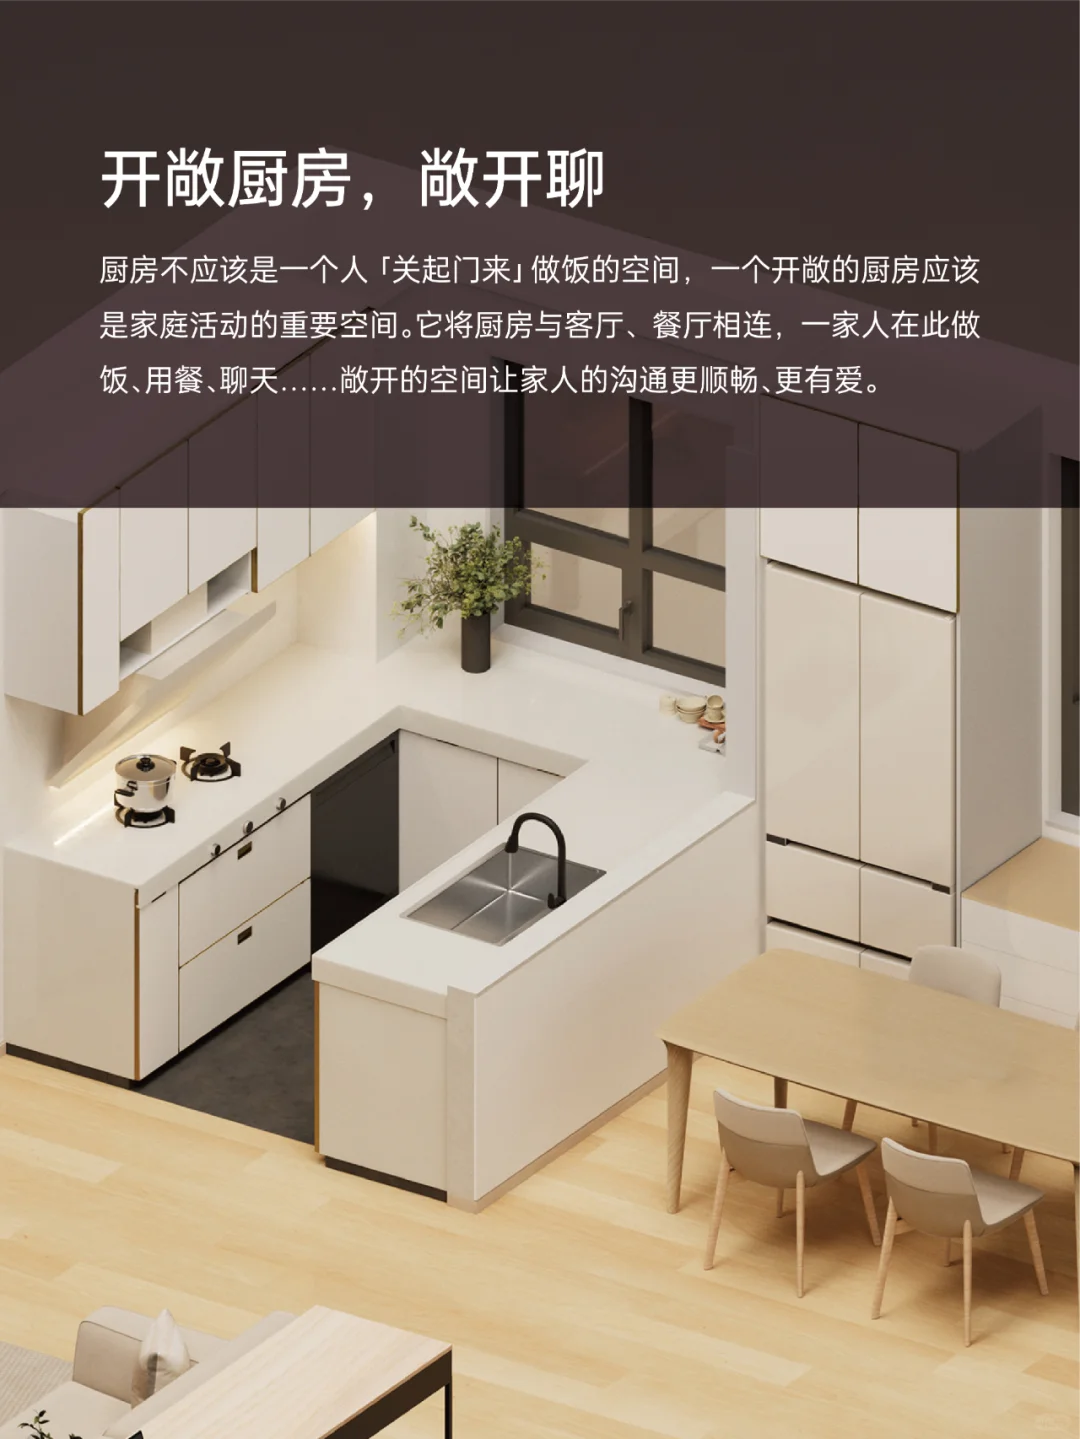 开敞厨房，敞开聊
厨房不应该是一个人「关起门来」做饭的空间，一个开敞的厨房应该
是家庭活动的重要空间。它将厨房与客厅、餐厅相连，一家人在此做
饭、用餐、聊天……敞开的空间让家人的沟通更顺畅、更有爱。